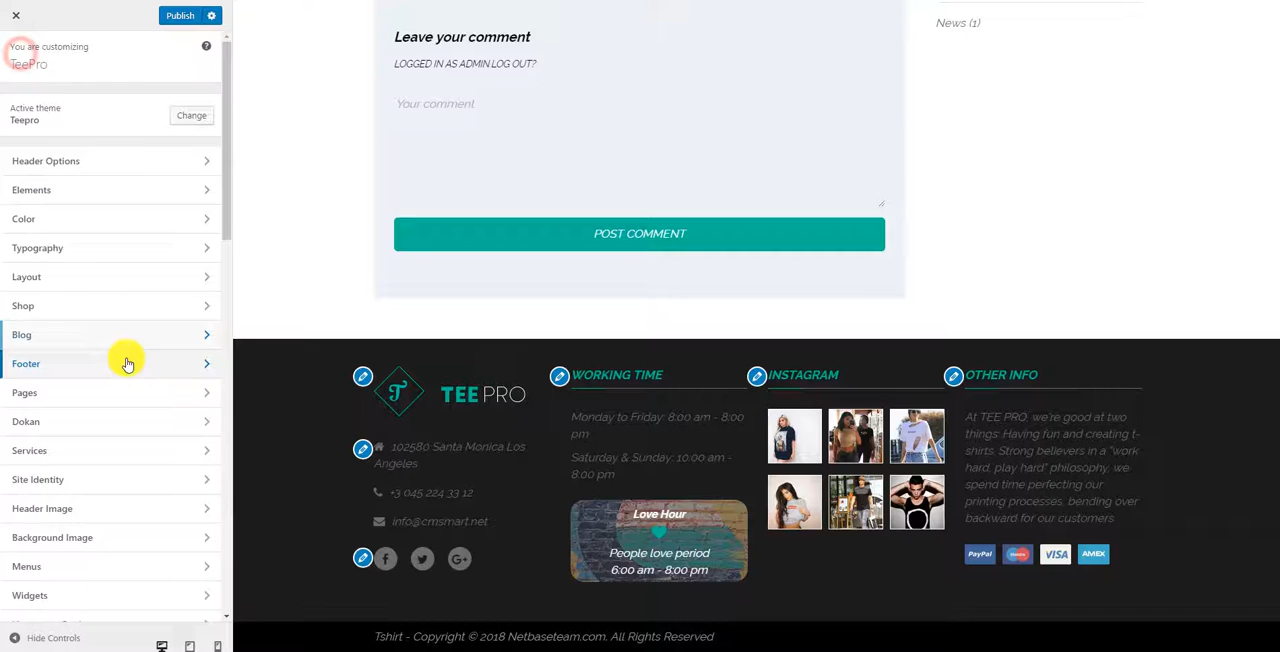 Publish
You are customizing
TeePro
Active theme
Teepro
Change
Header Options
Elements
Color
Typography
Layout
Shop
Blog
Footer
Pages
Dokan
Services
Site Identity
Header Image
Background Image
Menus
Widgets
Hide Controls
News (1)
Leave your comment
LOGGED IN AS ADMIN LOG OUT?
Your comment
POST COMMENT
TEE PRO
102580 Santa Monica Los
Angeles
+3 045 224 33 12
info@cmsmart.net
WORKING TIME
Monday to Friday: 8:00 am - 8:00
pm
Saturday & Sunday: 10:00 am -
8:00 pm
Love Hour
People love period
6:00 am - 8:00 pm
INSTAGRAM
OTHER INFO
At TEE PRO, we're good at two
things: Having fun and creating t-
shirts. Strong believers in a "work
hard, play hard" philosophy, we
spend time perfecting our
printing processes, bending over
backward for our customers
PayPal
VISA
AMEX
Tshirt - Copyright © 2018 Netbaseteam.com. All Rights Reserved